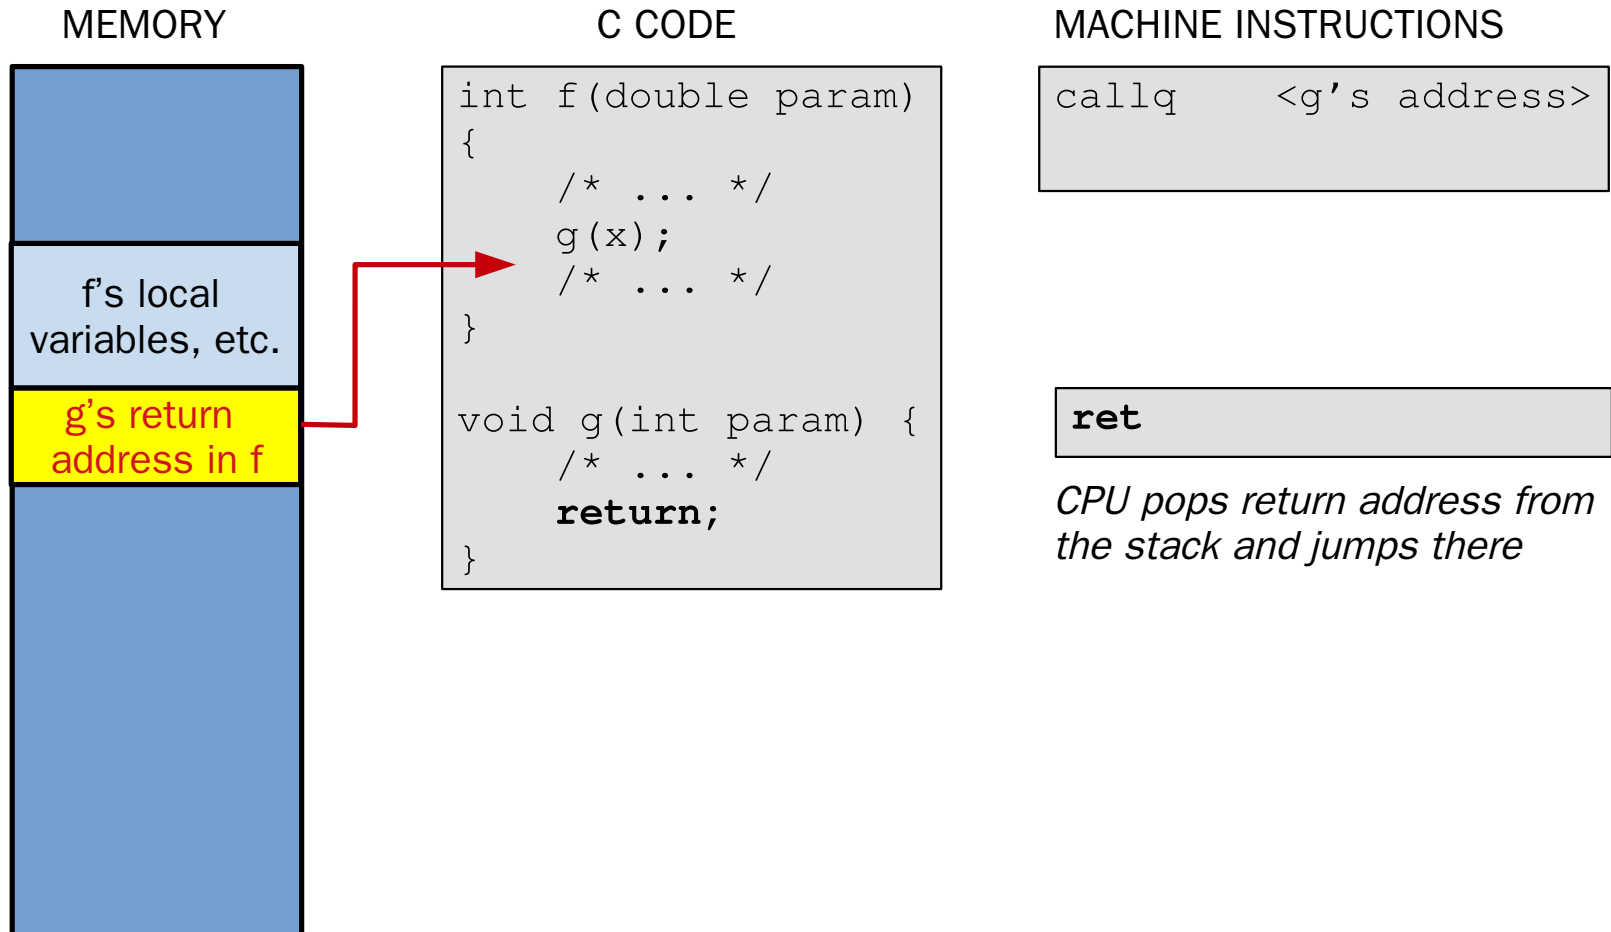 MEMORY
f’s local
variables, etc.
g’s return
address in f
C CODE
int f(double param)
{
/* ... */
g(x);
/* ... */
}
void g(int param) {
/* ... */
return;
}
MACHINE INSTRUCTIONS
callq <g’s address>
ret
CPU pops return address from
the stack and jumps there